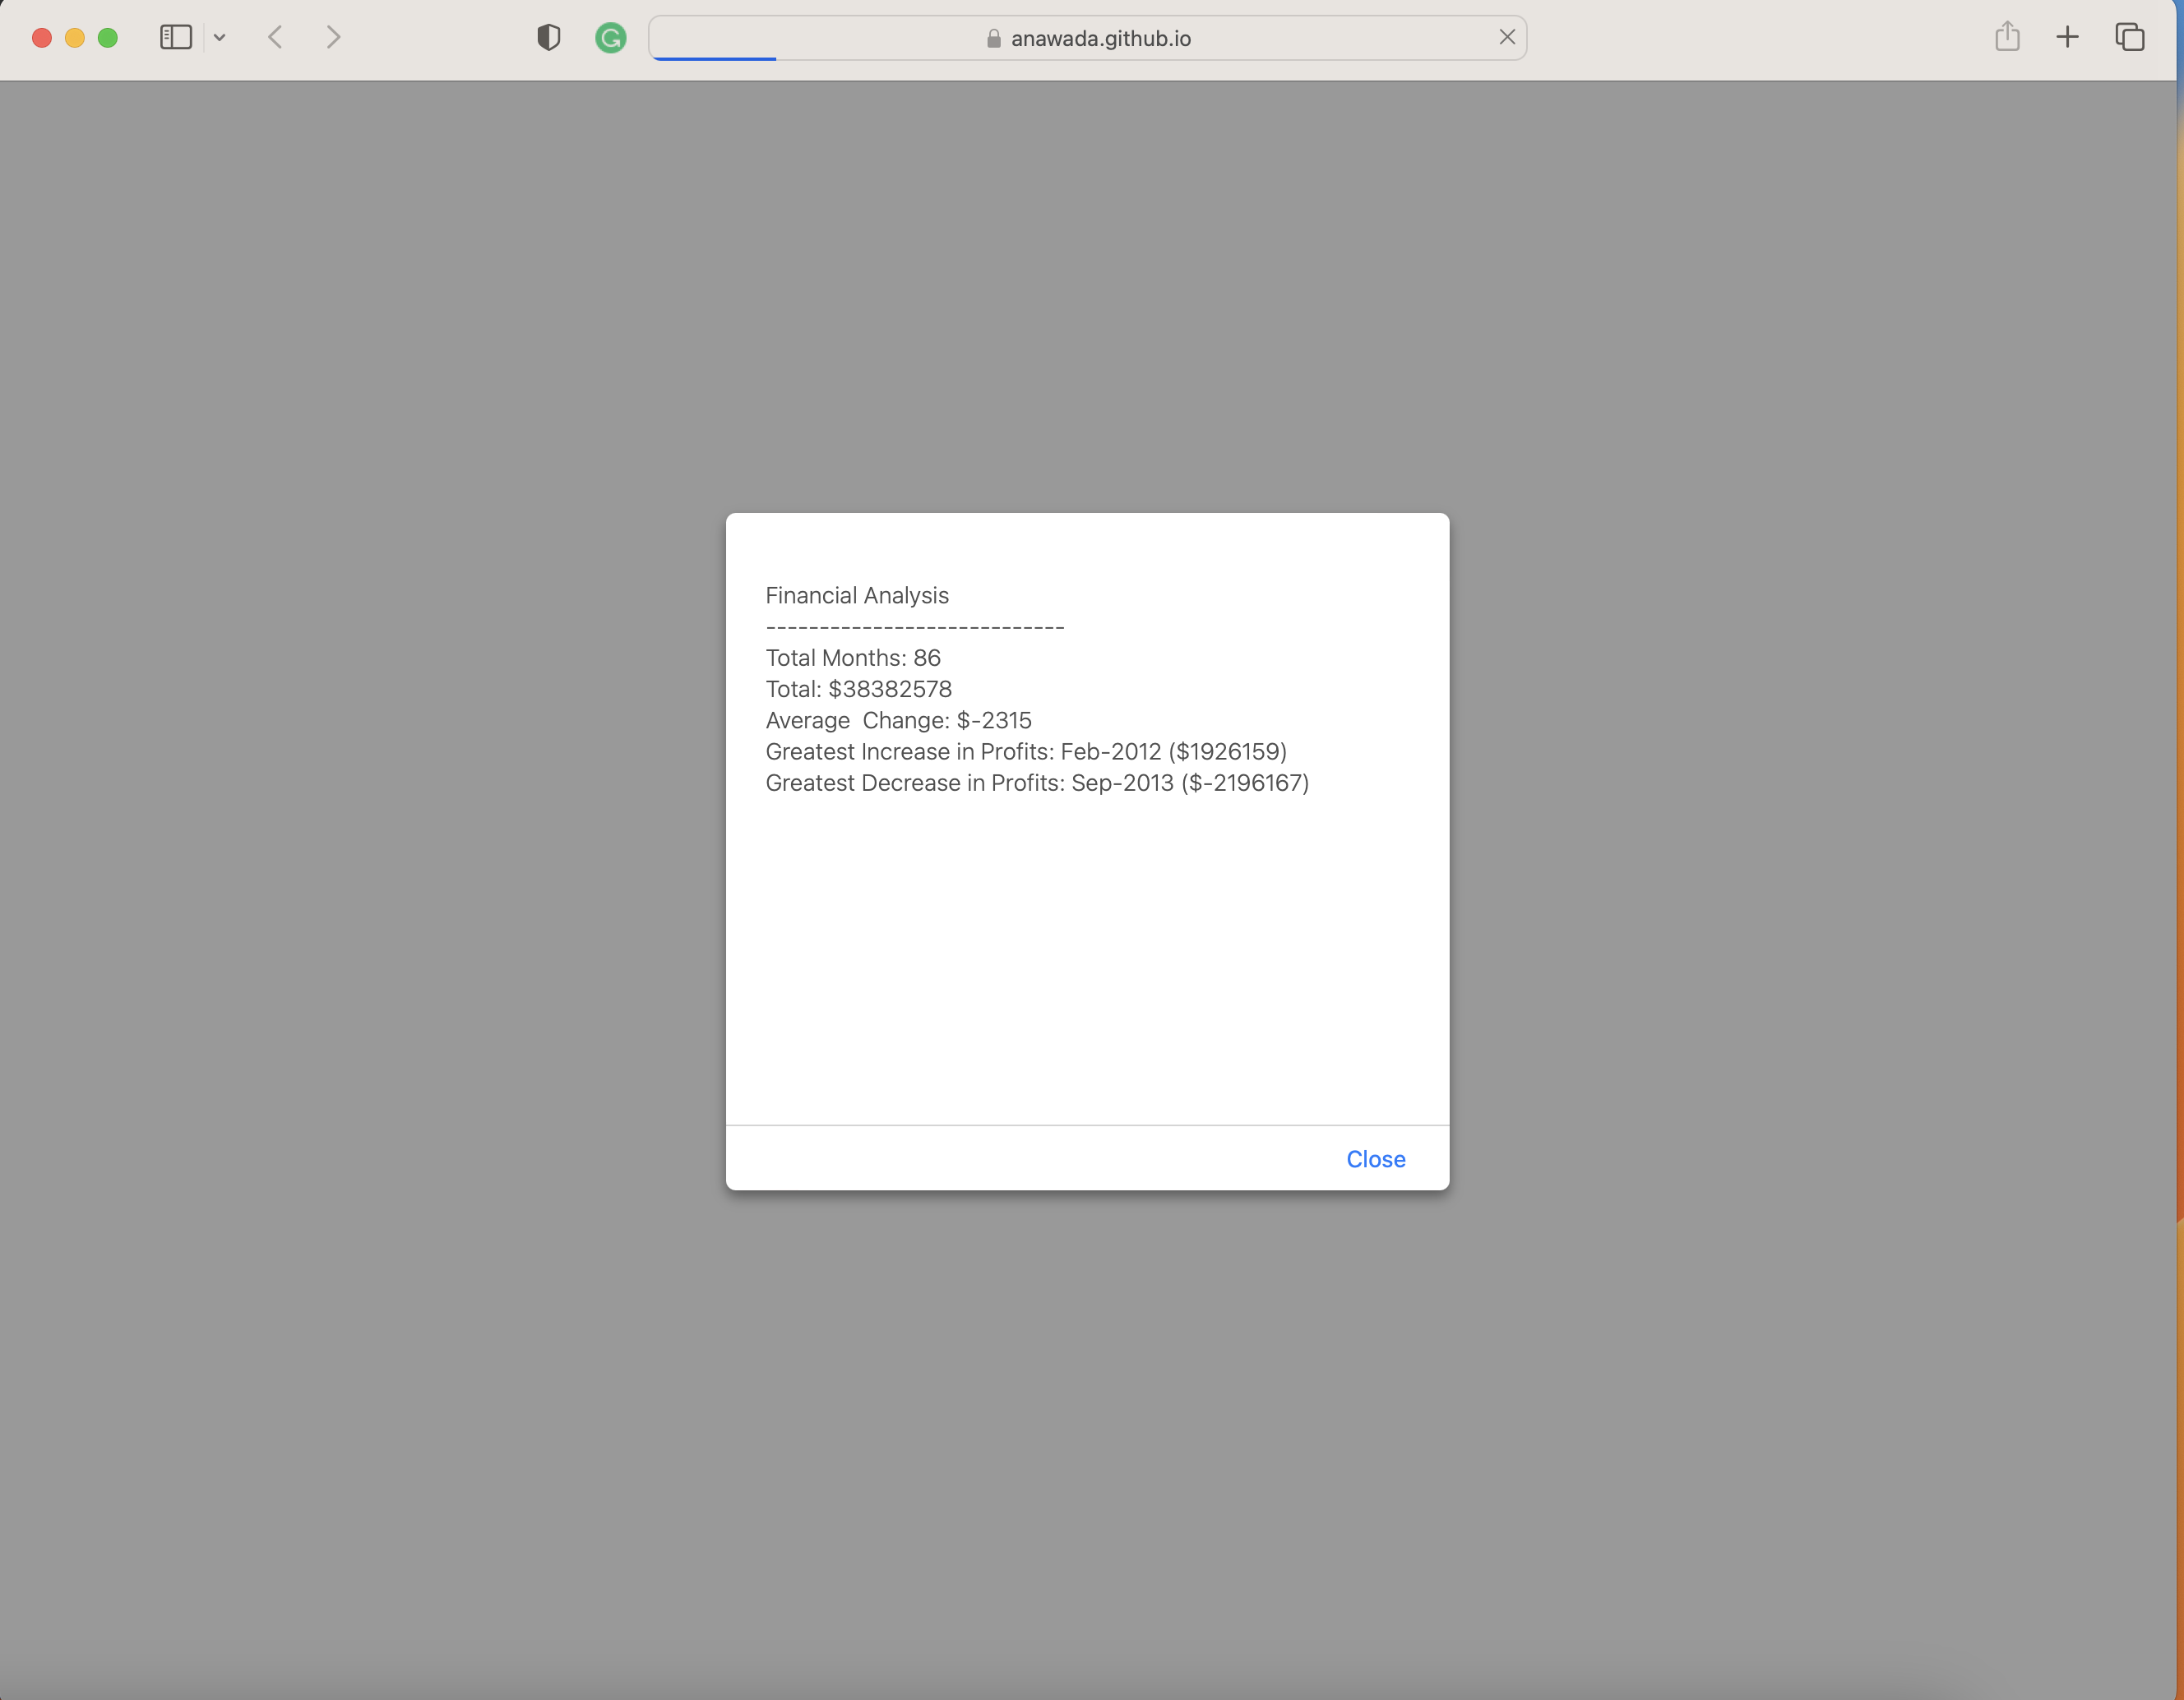 anawada.github.io
Financial Analysis
----------------------------
Total Months: 86
Total: $38382578
Average  Change: $-2315
Greatest Increase in Profits: Feb-2012 ($1926159)
Greatest Decrease in Profits: Sep-2013 ($-2196167)
Close